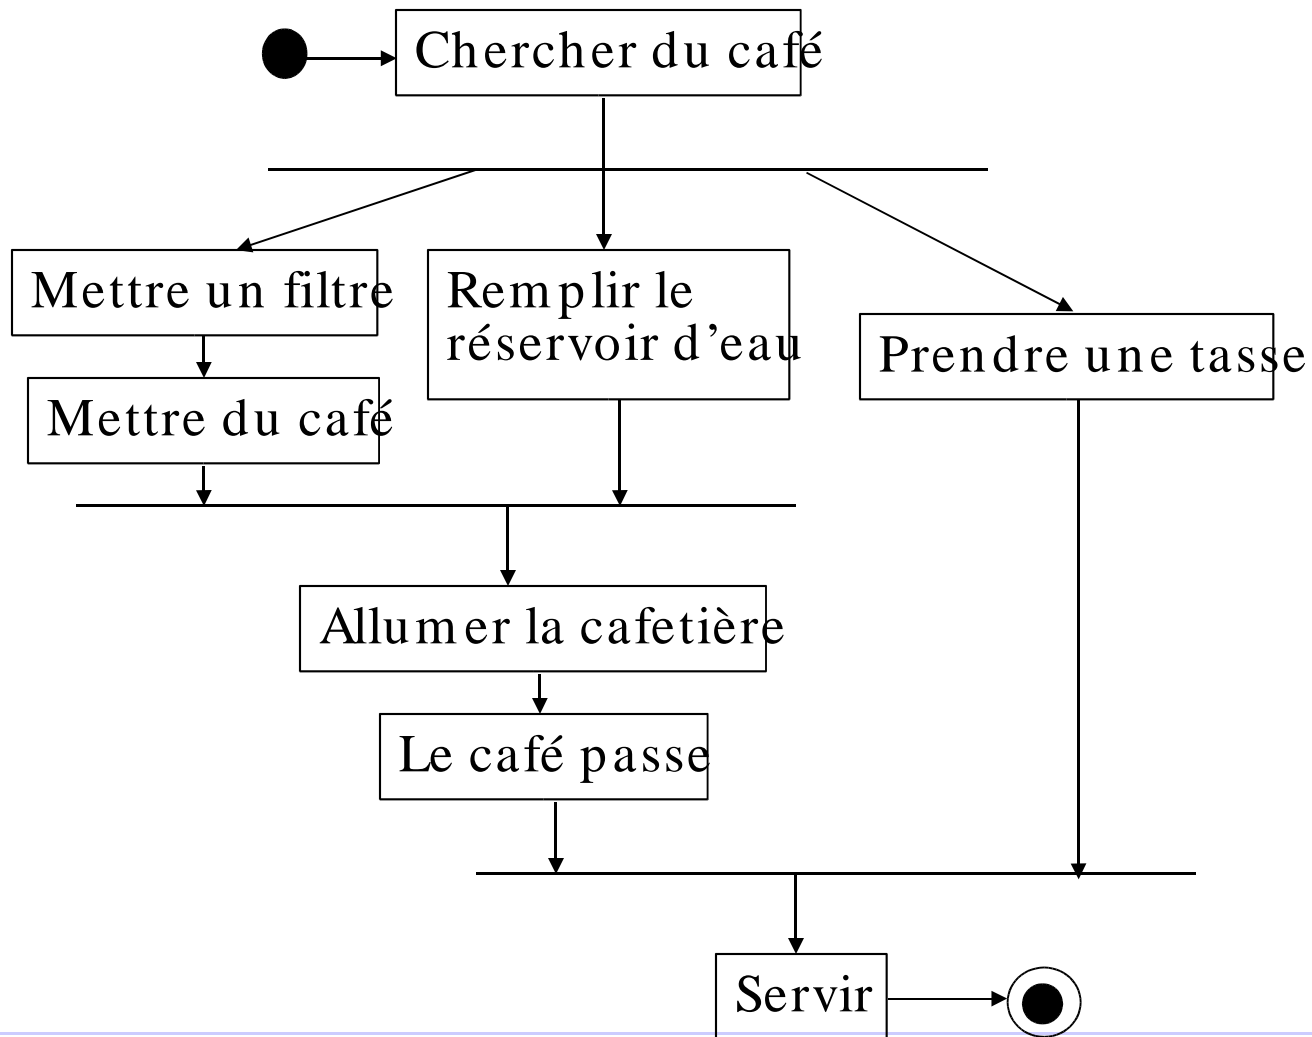 Chercher du café
Mettre un filtre
Remplir le
réservoir d’eau
Prendre une tasse
Mettre du café
Allumer la cafetière
Le café passe
Servir